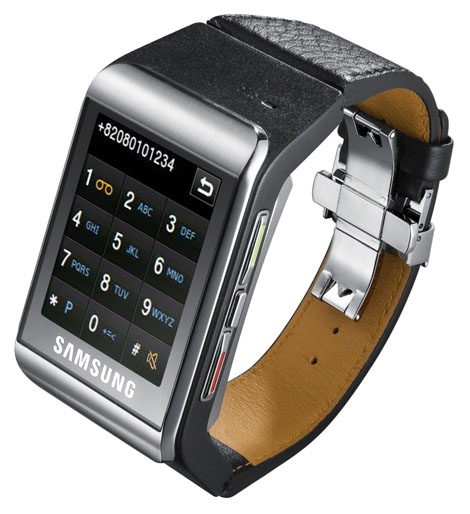 +82080101234
1 2 ABC 3 DEF
4 GHI 5 JKL 6 MNO
7 PQRS 8 TUV 9 WXYZ
* P 0 +=< #
SAMSUNG